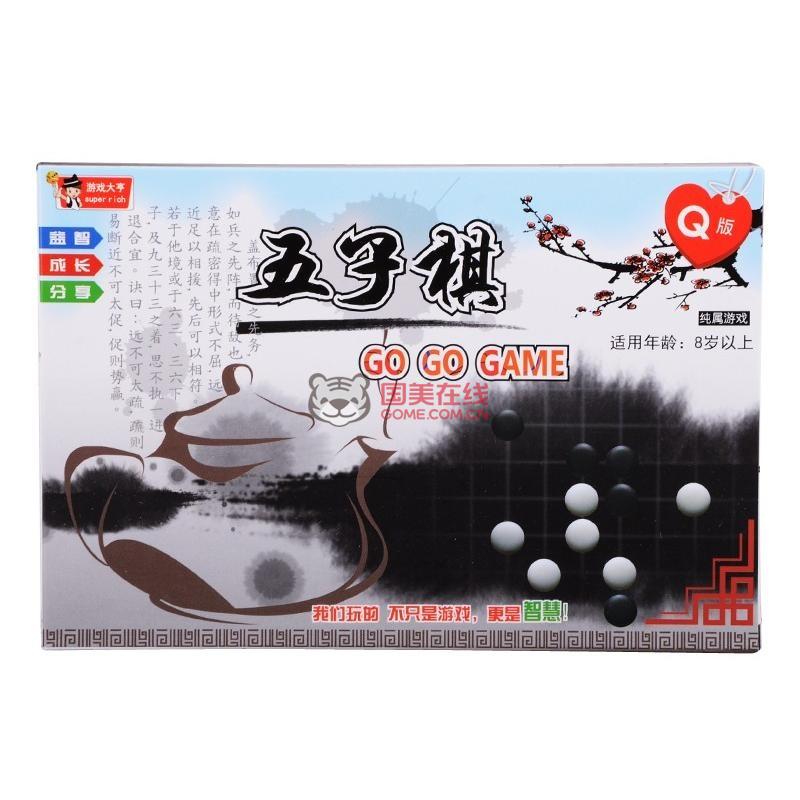 游戏大亨
super rich
益智
成长
分享
盖布置棋之先务,
如兵之先阵,而待敌也
意在疏密得中形式不屈,远
近足以相援,先后可以相符。
若于他境或于六三、三六下
子,及九三十三之着,思不执一进
退合宜。诀曰:远不可太疏,疏则
易断近不可太促,促则势羸。
五子棋
GO GO GAME
Q版
纯属游戏
适用年龄:8岁以上
国美在线
GOME.COM.CN
我们玩的 不只是游戏,更是智慧!